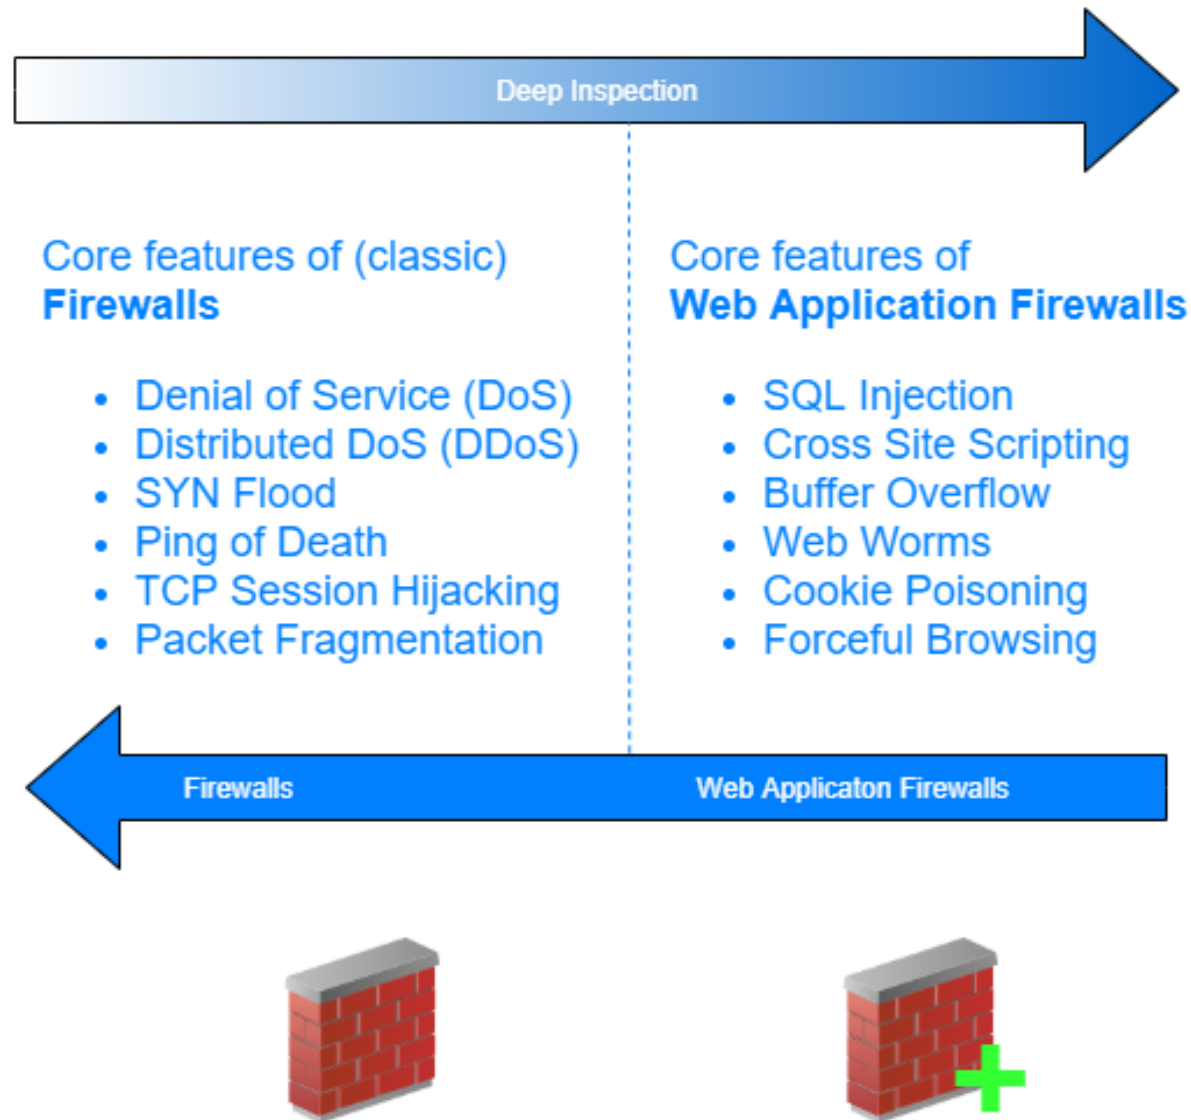 Deep Inspection
Core features of (classic)
Firewalls
• Denial of Service (DoS)
• Distributed DoS (DDoS)
• SYN Flood
• Ping of Death
• TCP Session Hijacking
• Packet Fragmentation
Core features of
Web Application Firewalls
• SQL Injection
• Cross Site Scripting
• Buffer Overflow
• Web Worms
• Cookie Poisoning
• Forceful Browsing
Firewalls
Web Applicaton Firewalls